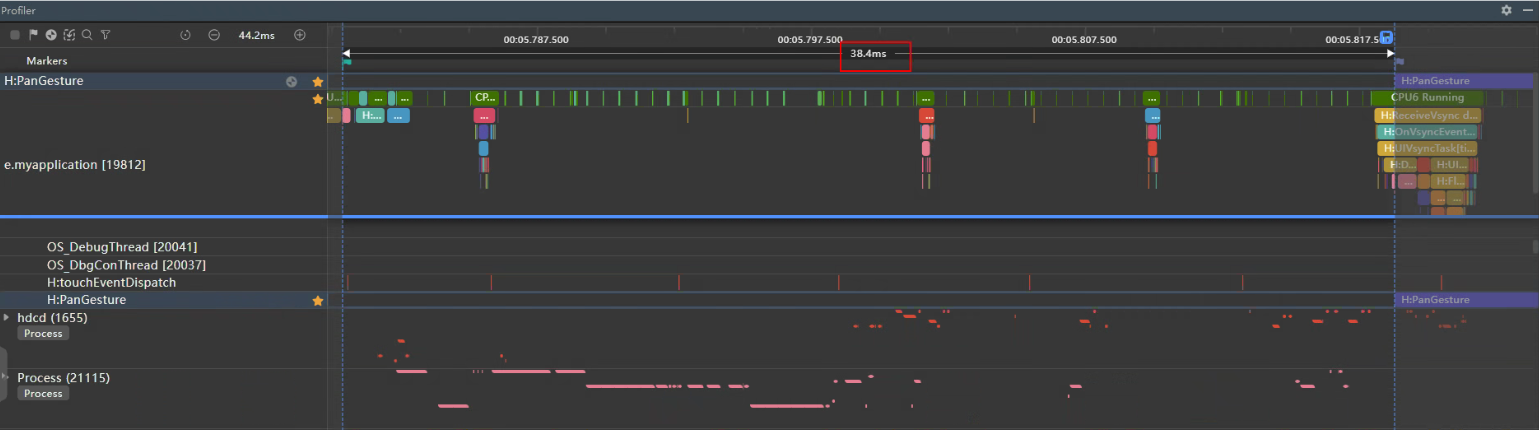 Profiler
44.2ms
00:05.787.500
00:05.797.500
00:05.807.500
00:05.817.5
Markers
38.4ms
H:PanGesture
H:PanGesture
U...
...
...
CP...
...
...
CPU6 Running
...
H:...
...
...
...
...
H:ReceiveVsync d...
H:OnVsyncEvent...
e.myapplication [19812]
H:UIVsyncTask[ti...
H:D...
H:UI...
...
H:Fl...
...
...
OS_DebugThread [20041]
OS_DbgConThread [20037]
H:touchEventDispatch
H:PanGesture
H:PanGesture
hdcd (1655)
Process
Process (21115)
Process